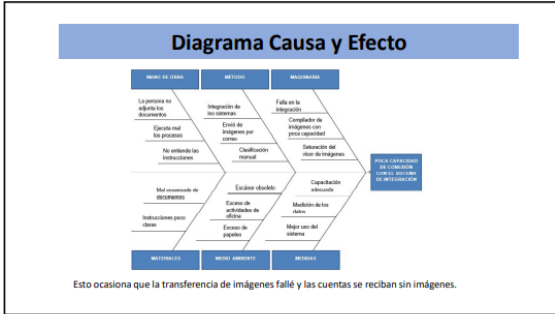 Diagrama Causa y Efecto
MANO DE OBRA
MÉTODO
MAQUINARIA
La persona no
adjunta los
documentos
Ejecuta mal
los procesos
No entiende las
instrucciones
Integración de
los sistemas
Envió de
imágenes por
correo
Clasificación
manual
Falla en la
integración
Compilador de
imágenes con
poca capacidad
Saturación del
visor de imágenes
POCA CAPACIDAD
DE CONEXIÓN
CON EL SISTEMA
DE INTEGRACIÓN
Mal escaneado de
documentos
Instrucciones poco
claras
Escáner obsoleto
Exceso de
actividades de
oficina
Exceso de
papeleo
Capacitación
adecuada
Medición de los
datos
Mejor uso del
sistema
MATERIALES
MEDIO AMBIENTE
MEDIDAS
Esto ocasiona que la transferencia de imágenes fallé y las cuentas se reciban sin imágenes.